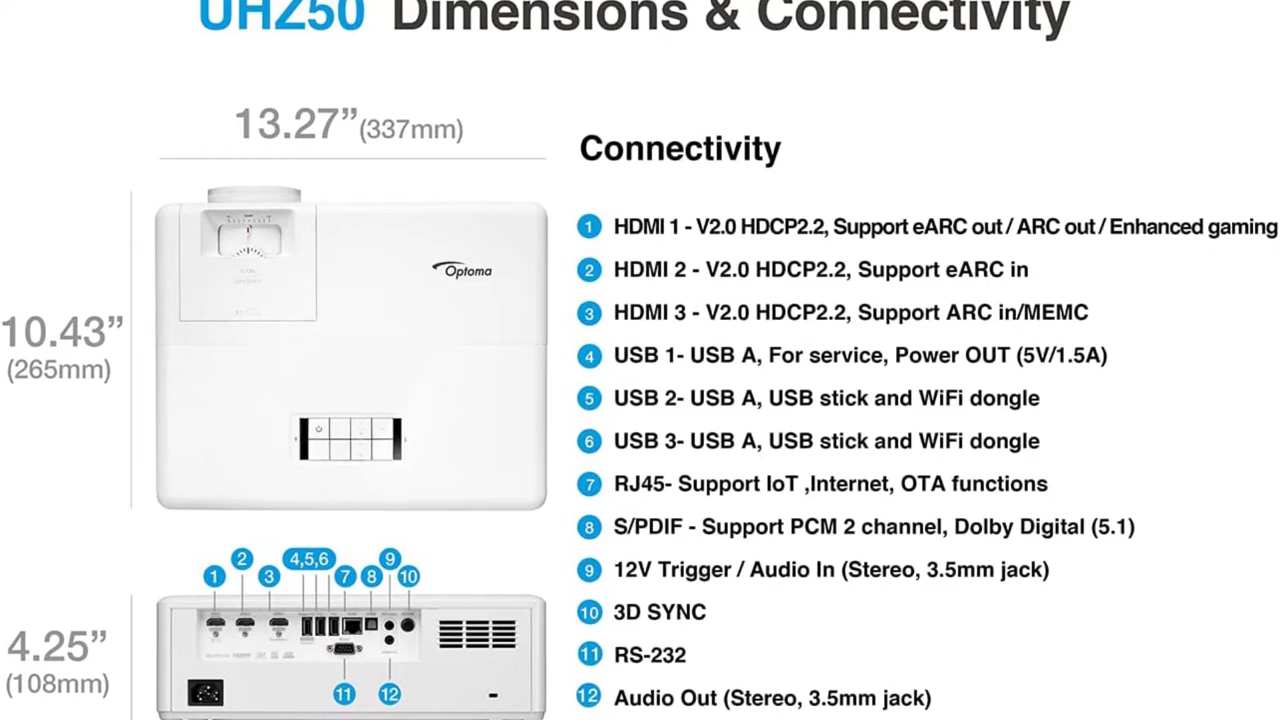 UHZ50 Dimensions & Connectivity
13.27” (337mm)
Connectivity
Optoma
10.43”
(265mm)
1 HDMI 1 - V2.0 HDCP2.2, Support eARC out / ARC out / Enhanced gaming
2 HDMI 2 - V2.0 HDCP2.2, Support eARC in
3 HDMI 3 - V2.0 HDCP2.2, Support ARC in/MEMC
4 USB 1- USB A, For service, Power OUT (5V/1.5A)
5 USB 2- USB A, USB stick and WiFi dongle
6 USB 3- USB A, USB stick and WiFi dongle
7 RJ45- Support IoT ,Internet, OTA functions
8 S/PDIF - Support PCM 2 channel, Dolby Digital (5.1)
9 12V Trigger / Audio In (Stereo, 3.5mm jack)
10 3D SYNC
11 RS-232
12 Audio Out (Stereo, 3.5mm jack)
2 4,5,6 9
1 3 7 8 10
4.25”
(108mm)
11 12